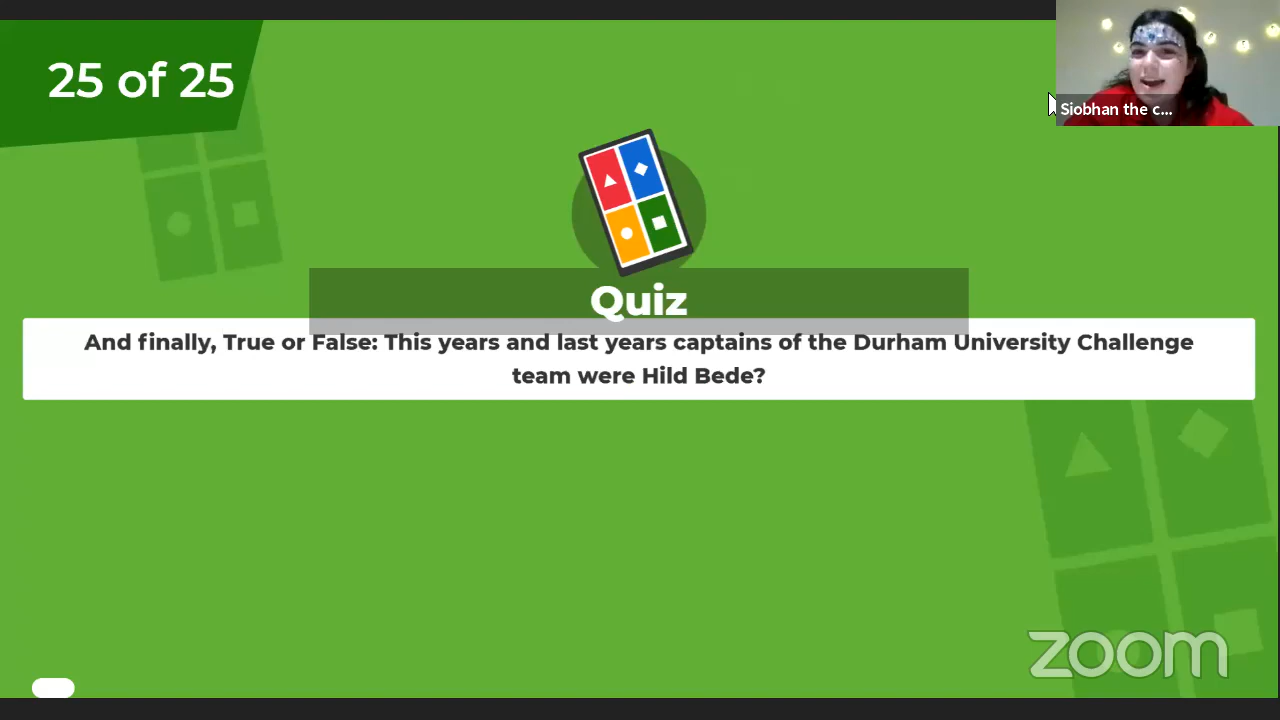 25 of 25
Siobhan the c...
Quiz
And finally, True or False: This years and last years captains of the Durham University Challenge
team were Hild Bede?
zoom